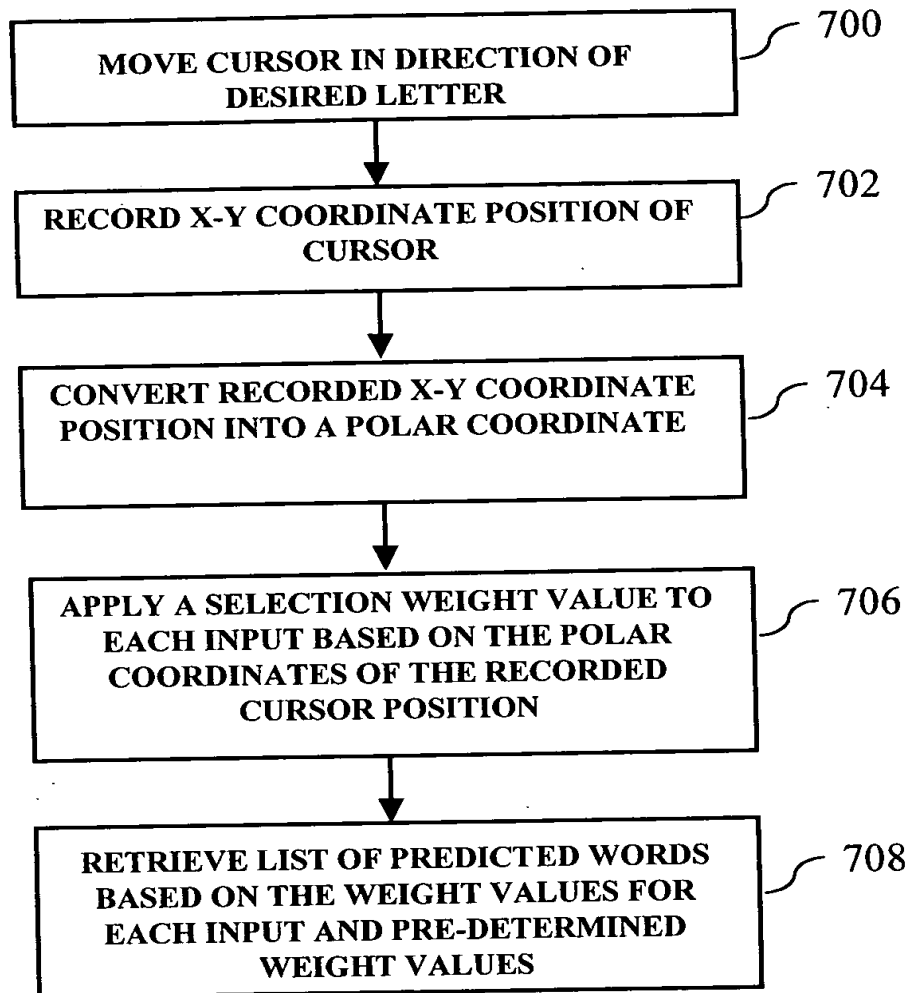 700
MOVE CURSOR IN DIRECTION OF
DESIRED LETTER
702
RECORD X-Y COORDINATE POSITION OF
CURSOR
704
CONVERT RECORDED X-Y COORDINATE
POSITION INTO A POLAR COORDINATE
706
APPLY A SELECTION WEIGHT VALUE TO
EACH INPUT BASED ON THE POLAR
COORDINATES OF THE RECORDED
CURSOR POSITION
708
RETRIEVE LIST OF PREDICTED WORDS
BASED ON THE WEIGHT VALUES FOR
EACH INPUT AND PRE-DETERMINED
WEIGHT VALUES